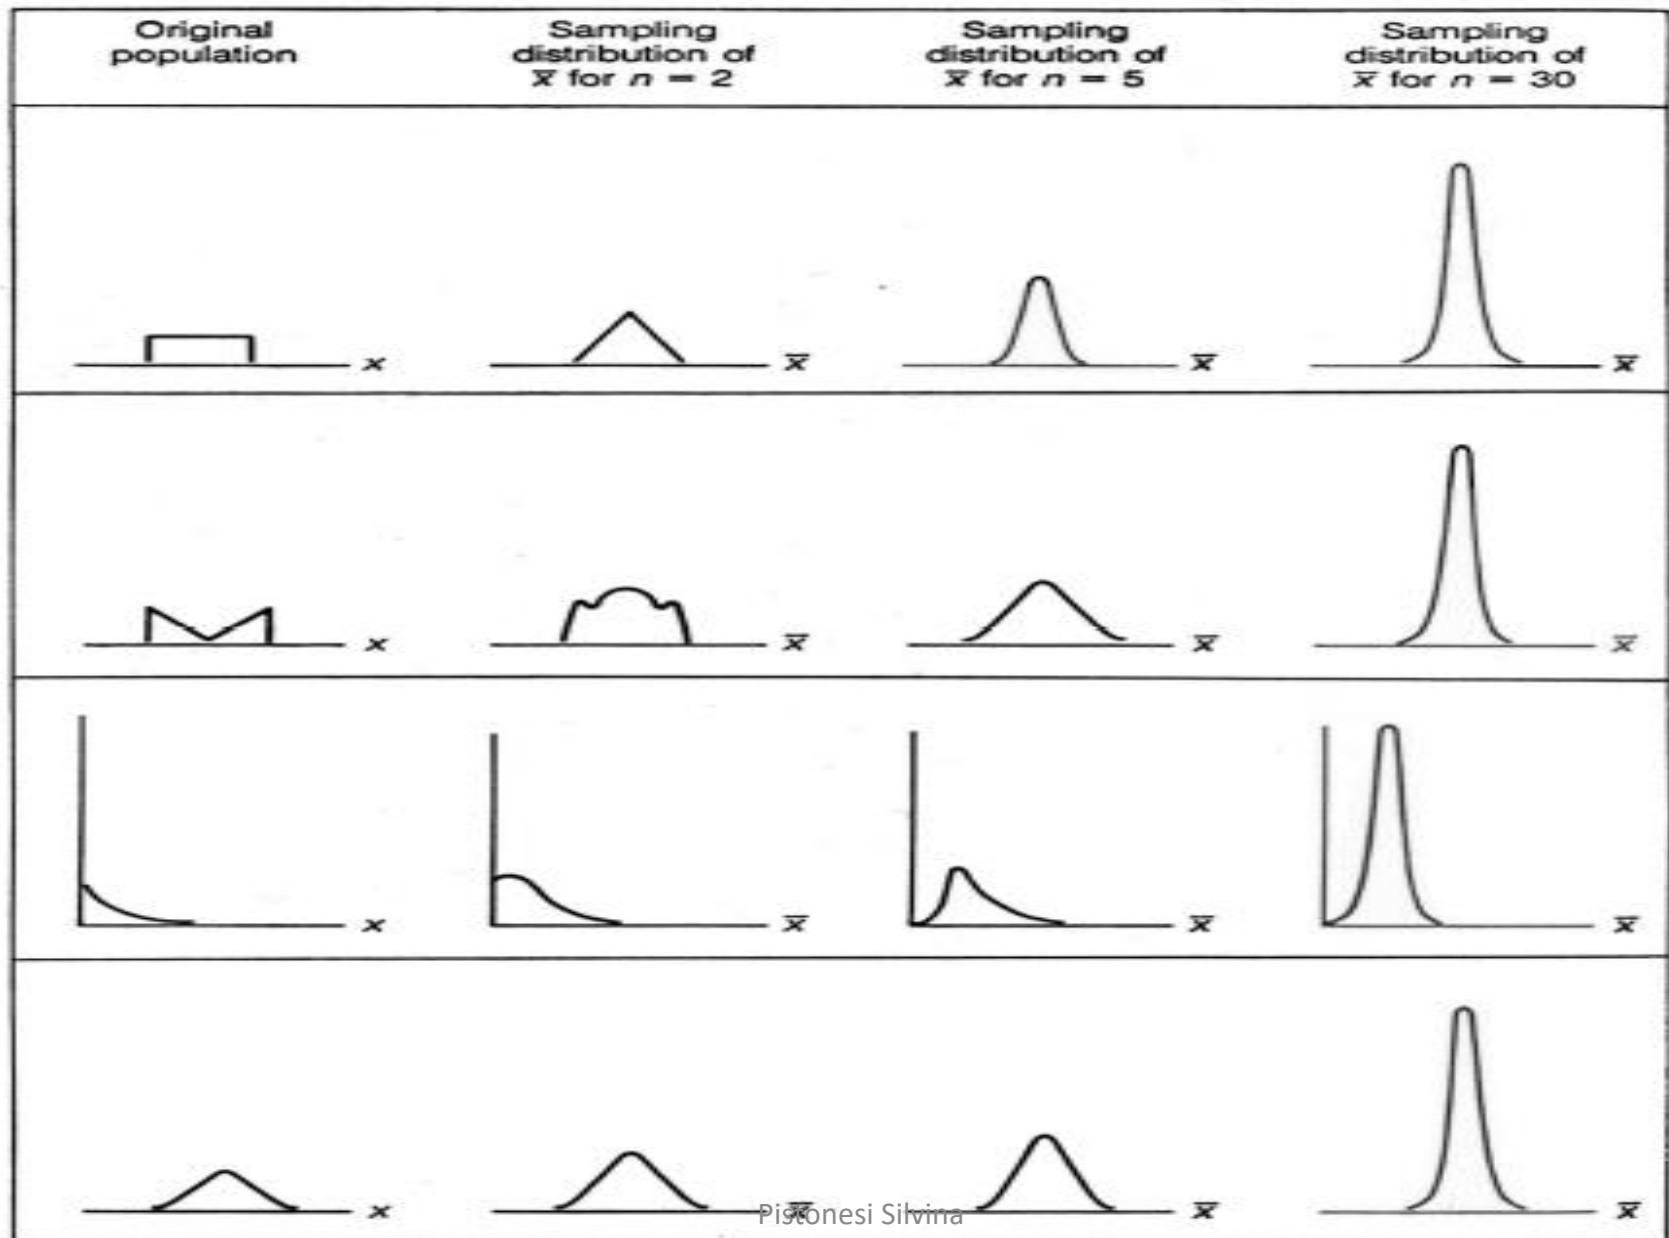 Original
population
Sampling
distribution of
x̅ for n = 2
Sampling
distribution of
x̅ for n = 5
Sampling
distribution of
x̅ for n = 30
x
x̅
x̅
x̅
x
x̅
x̅
x̅
x
x̅
x̅
x̅
x
x̅
x̅
x̅
Pistonesi Silvina